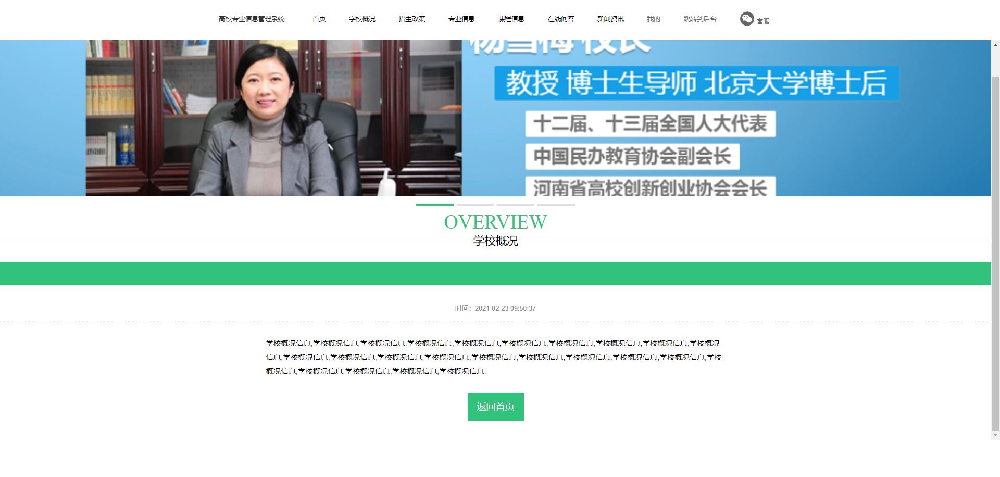 高校专业信息管理系统 首页 学校概况 招生政策 专业信息 课程信息 在线问答 新闻资讯 我的 跳转到后台 客服
杨雪梅 校长
教授 博士生导师 北京大学博士后
十二届、十三届全国人大代表
中国民办教育协会副会长
河南省高校创新创业协会会长
OVERVIEW
学校概况
时间：2021-02-23 09:50:37
学校概况信息;学校概况信息;学校概况信息;学校概况信息;学校概况信息;学校概况信息;学校概况信息;学校概况信息;学校概况信息;学校概况
信息;学校概况信息;学校概况信息;学校概况信息;学校概况信息;学校概况信息;学校概况信息;学校概况信息;学校概况信息;学校概况信息;学校
概况信息;学校概况信息;学校概况信息;学校概况信息;学校概况信息;
返回首页